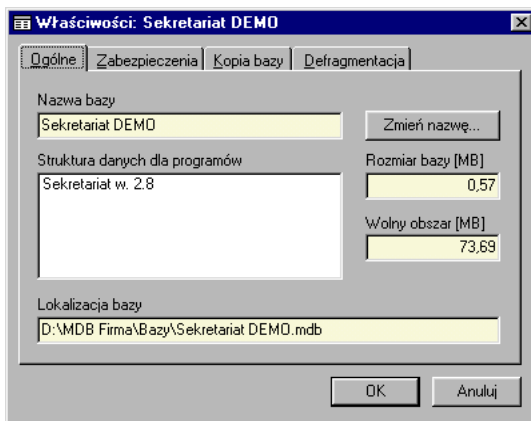 Właściwości: Sekretariat DEMO
Ogólne Zabezpieczenia Kopia bazy Defragmentacja
Nazwa bazy
Sekretariat DEMO Zmień nazwę...
Struktura danych dla programów Rozmiar bazy [MB]
Sekretariat w. 2.8 0,57
Wolny obszar [MB]
73,69
Lokalizacja bazy
D:\MDB Firma\Bazy\Sekretariat DEMO.mdb
OK Anuluj